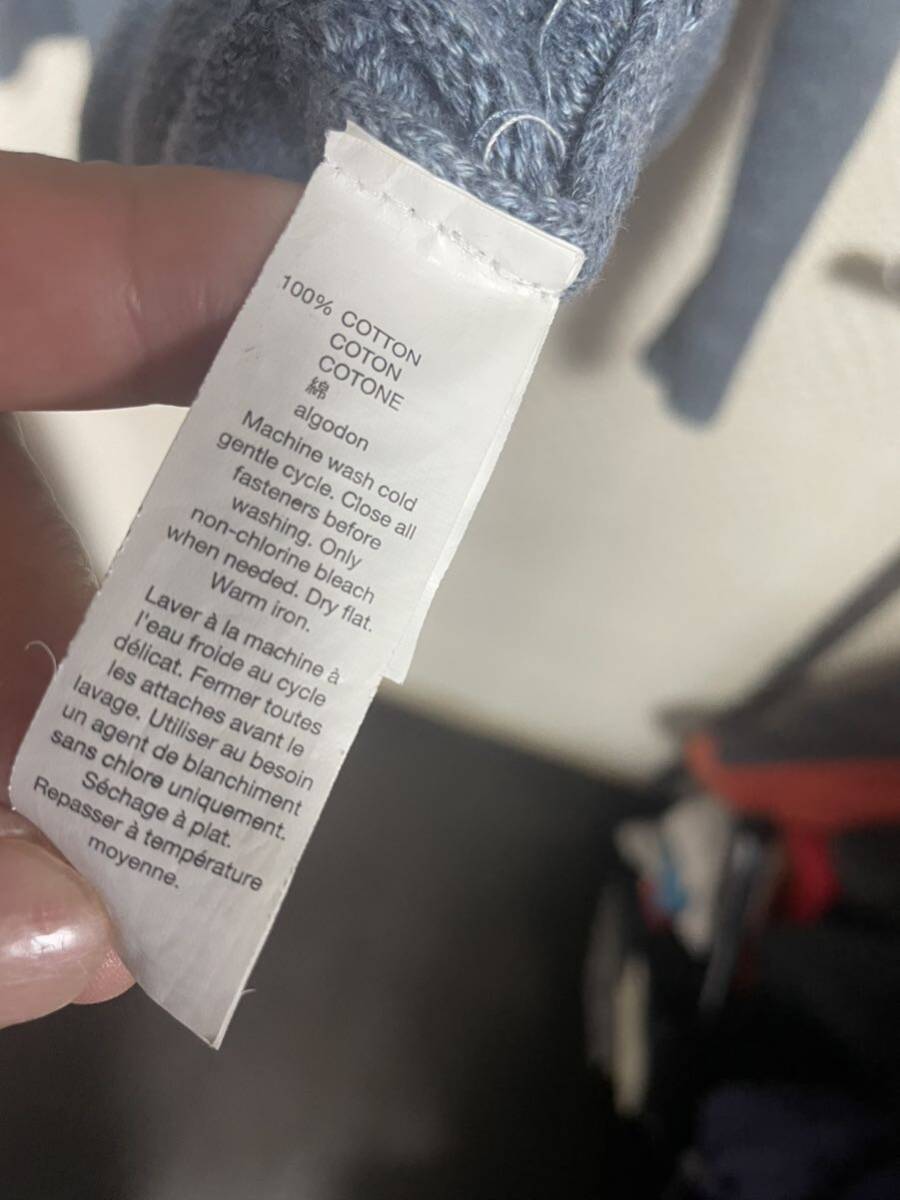 100% COTTON
COTON
COTONE
綿
algodon
Machine wash cold
gentle cycle. Close all
fasteners before
washing. Only
non-chlorine bleach
when needed. Dry flat.
Warm iron.
Laver à la machine à
l'eau froide au cycle
délicat. Fermer toutes
les attaches avant le
lavage. Utiliser au besoin
un agent de blanchiment
sans chlore uniquement.
Séchage à plat.
Repasser à température
moyenne.